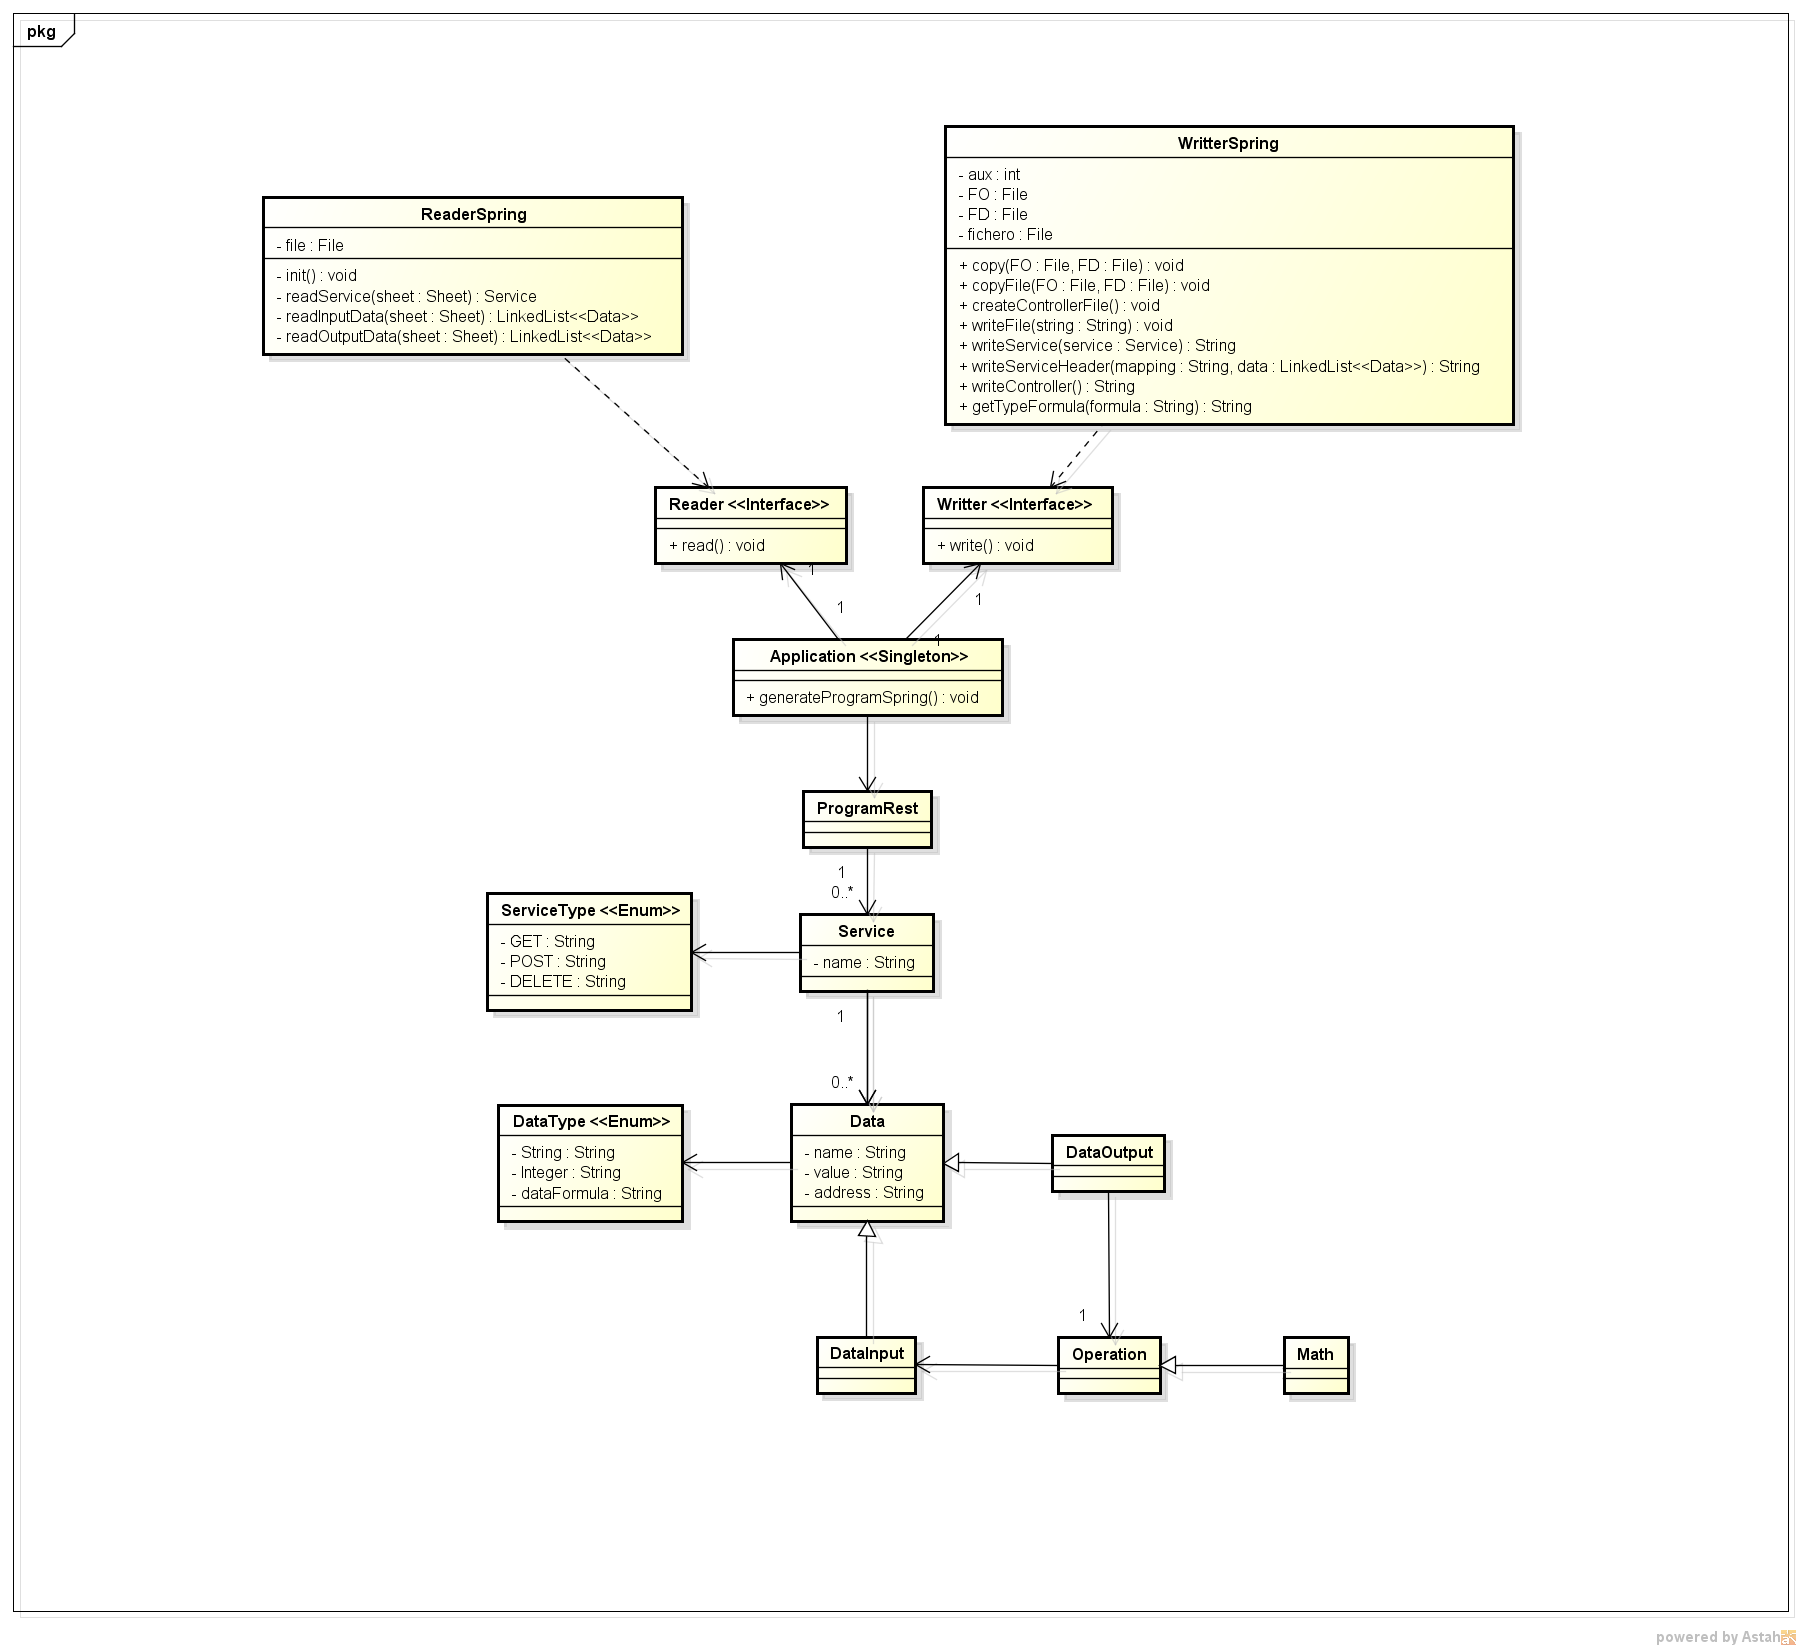 pkg
WritterSpring
- aux : int
- FO : File
- FD : File
- fichero : File
+ copy(FO : File, FD : File) : void
+ copyFile(FO : File, FD : File) : void
+ createControllerFile() : void
+ writeFile(string : String) : void
+ writeService(service : Service) : String
+ writeServiceHeader(mapping : String, data : LinkedList<<Data>>) : String
+ writeController() : String
+ getTypeFormula(formula : String) : String
ReaderSpring
- file : File
- init() : void
- readService(sheet : Sheet) : Service
- readInputData(sheet : Sheet) : LinkedList<<Data>>
- readOutputData(sheet : Sheet) : LinkedList<<Data>>
Reader <<Interface>>
+ read() : void
Writter <<Interface>>
+ write() : void
1
1
1
1
Application <<Singleton>>
+ generateProgramSpring() : void
ProgramRest
1
0..*
ServiceType <<Enum>>
- GET : String
- POST : String
- DELETE : String
Service
- name : String
1
0..*
DataType <<Enum>>
- String : String
- Integer : String
- dataFormula : String
Data
- name : String
- value : String
- address : String
DataOutput
1
DataInput
Operation
Math
powered by Astah